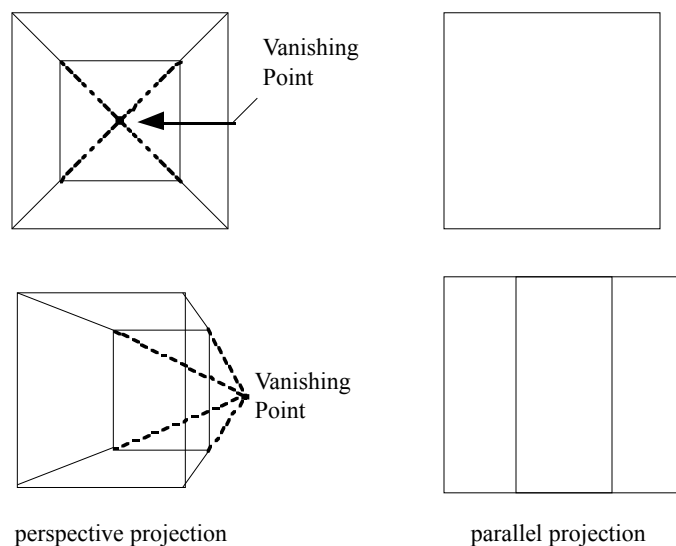 Vanishing
Point
Vanishing
Point
perspective projection
parallel projection